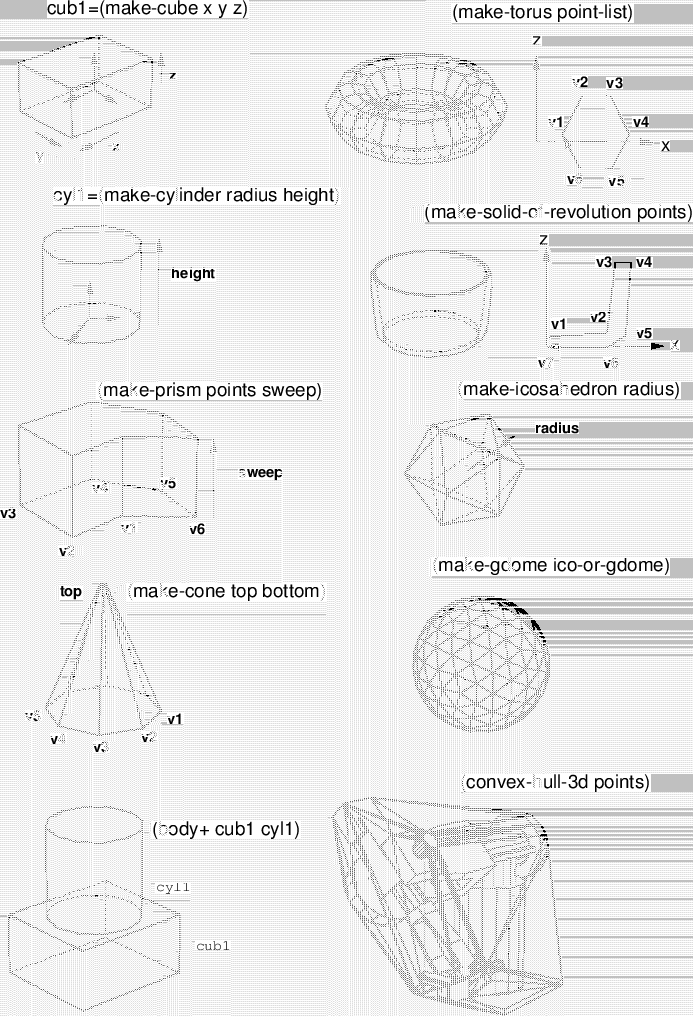 cub1=(make-cube x y z)
z
y
x
(make-torus point-list)
z
v2 v3
v1 v4
x
v6 v5
cyl1=(make-cylinder radius height)
height
(make-solid-of-revolution points)
z
v3 v4
v1 v2
v5
x
v7 v6
(make-prism points sweep)
sweep
v4 v5
v3
v1 v6
v2
(make-icosahedron radius)
radius
(make-cone top bottom)
top
v5 v1
v4 v3 v2
(make-gdome ico-or-gdome)
(body+ cub1 cyl1)
cyl1
cub1
(convex-hull-3d points)